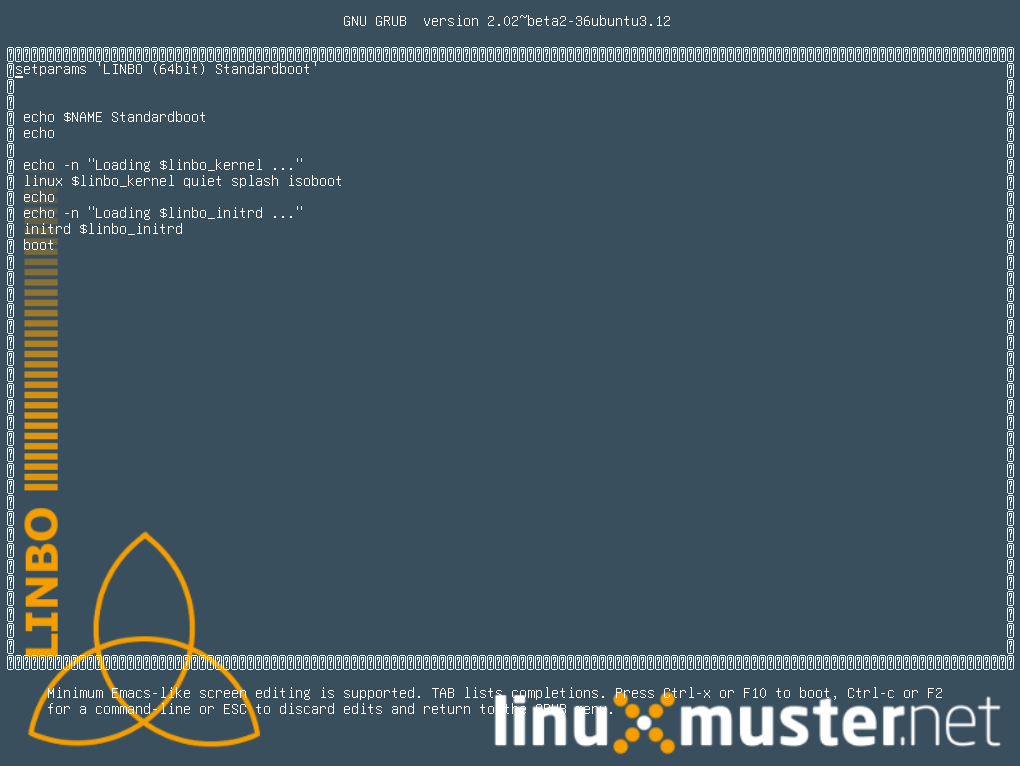 GNU GRUB  version 2.02~beta2-36ubuntu3.12
setparams 'LINBO (64bit) Standardboot'
echo $NAME Standardboot
echo
echo -n "Loading $linbo_kernel ..."
linux $linbo_kernel quiet splash isoboot
echo
echo -n "Loading $linbo_initrd ..."
initrd $linbo_initrd
boot
LINBO
Minimum Emacs-like screen editing is supported. TAB lists completions. Press Ctrl-x or F10 to boot, Ctrl-c or F2
for a command-line or ESC to discard edits and return to the GRUB menu.
linuxmuster.net